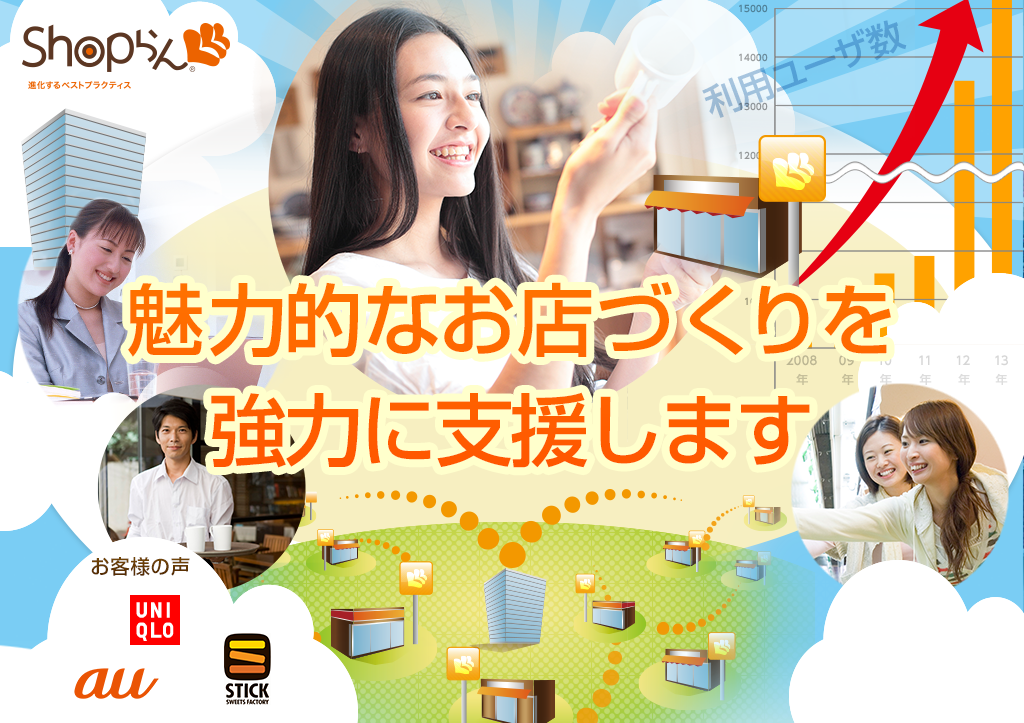 Shopらん®
進化するベストプラクティス
利用ユーザ数
15000
14000
13000
魅力的なお店づくりを
強力に支援します
2008 09 10 11 12 13
年 年 年 年 年
お客様の声
UNI
QLO
au
STICK
SWEETS FACTORY